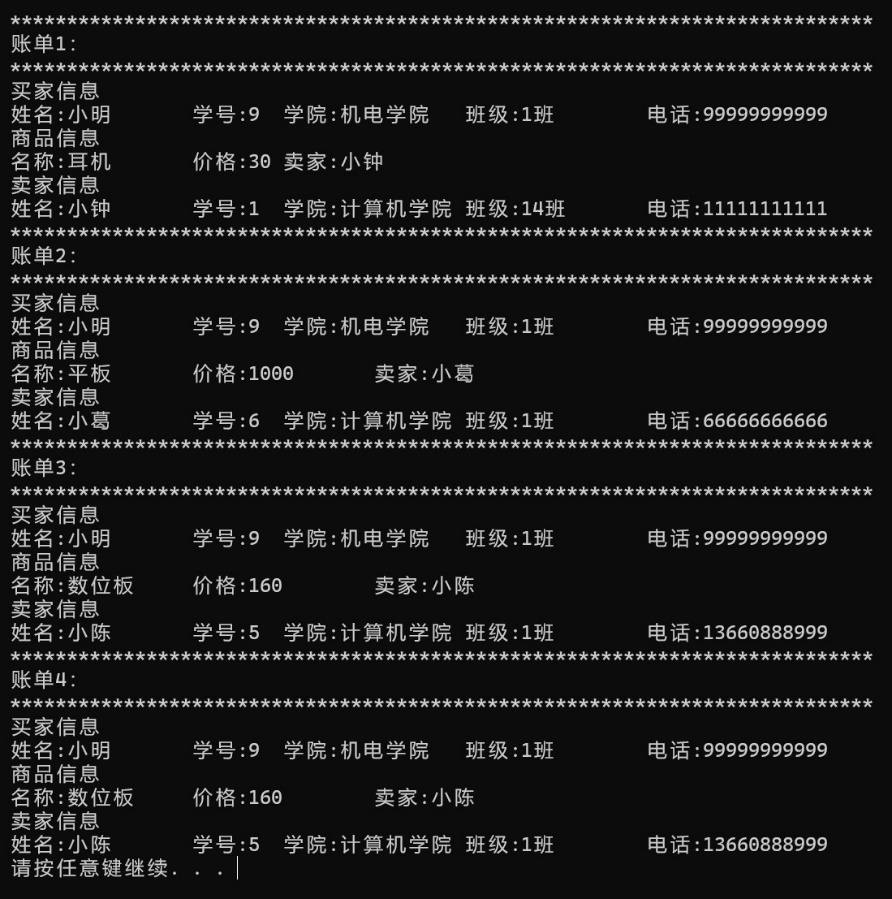 ****************************************************************************
账单1:
****************************************************************************
买家信息
姓名:小明 学号:9 学院:机电学院 班级:1班 电话:99999999999
商品信息
名称:耳机 价格:30 卖家:小钟
卖家信息
姓名:小钟 学号:1 学院:计算机学院 班级:14班 电话:11111111111
****************************************************************************
账单2:
****************************************************************************
买家信息
姓名:小明 学号:9 学院:机电学院 班级:1班 电话:99999999999
商品信息
名称:平板 价格:1000 卖家:小葛
卖家信息
姓名:小葛 学号:6 学院:计算机学院 班级:1班 电话:66666666666
****************************************************************************
账单3:
****************************************************************************
买家信息
姓名:小明 学号:9 学院:机电学院 班级:1班 电话:99999999999
商品信息
名称:数位板 价格:160 卖家:小陈
卖家信息
姓名:小陈 学号:5 学院:计算机学院 班级:1班 电话:13660888999
****************************************************************************
账单4:
****************************************************************************
买家信息
姓名:小明 学号:9 学院:机电学院 班级:1班 电话:99999999999
商品信息
名称:数位板 价格:160 卖家:小陈
卖家信息
姓名:小陈 学号:5 学院:计算机学院 班级:1班 电话:13660888999
请按任意键继续. . .